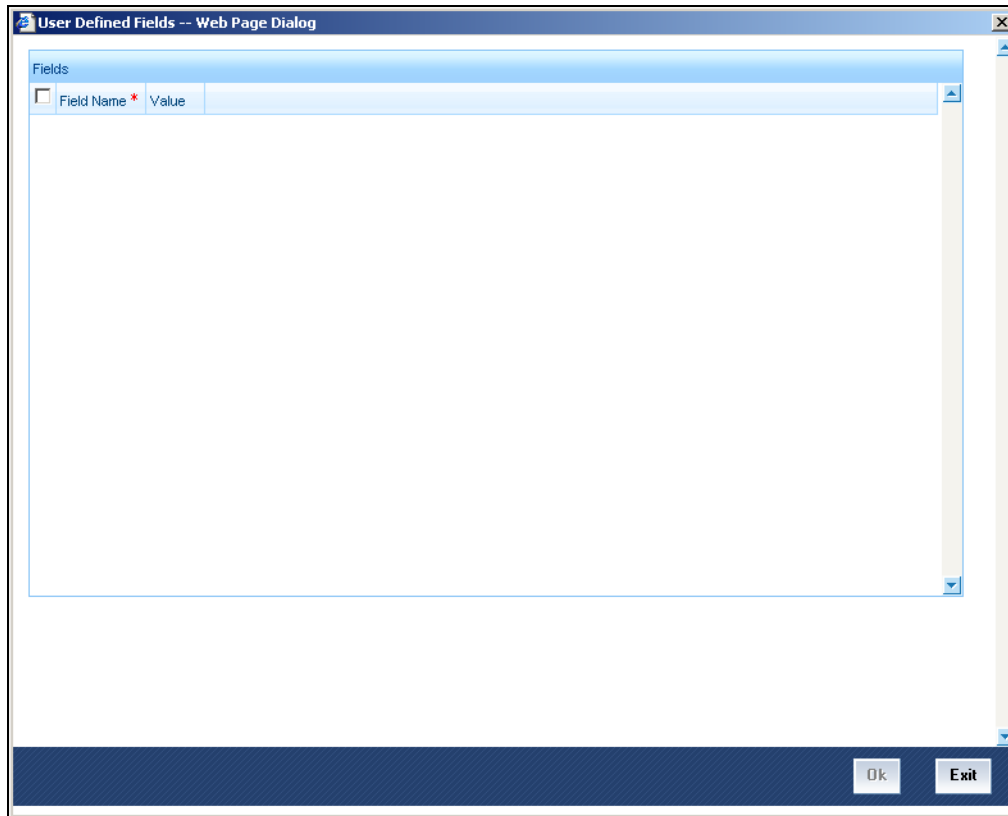 User Defined Fields -- Web Page Dialog
Fields
Field Name * Value
Ok Exit